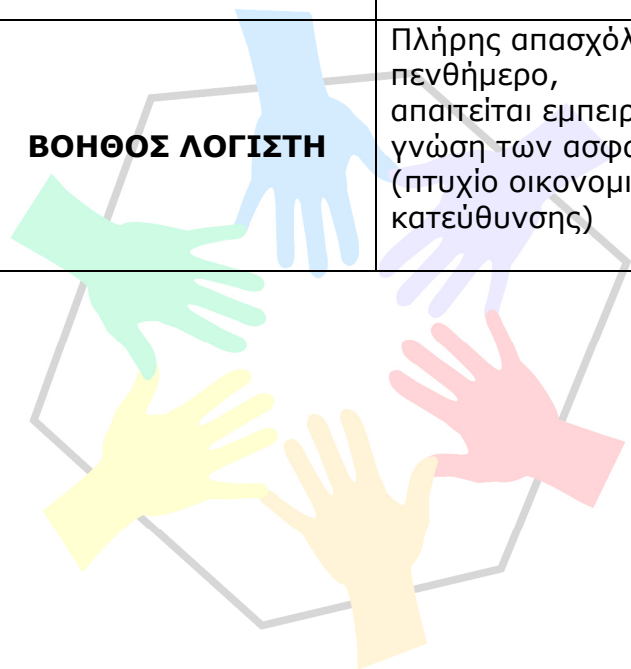 ΒΟΗΘΟΣ ΛΟΓΙΣΤΗ
Πλήρης
πενθήμερο,
απαιτείται
γνώση των
(πτυχίο
κατεύθυνσης)